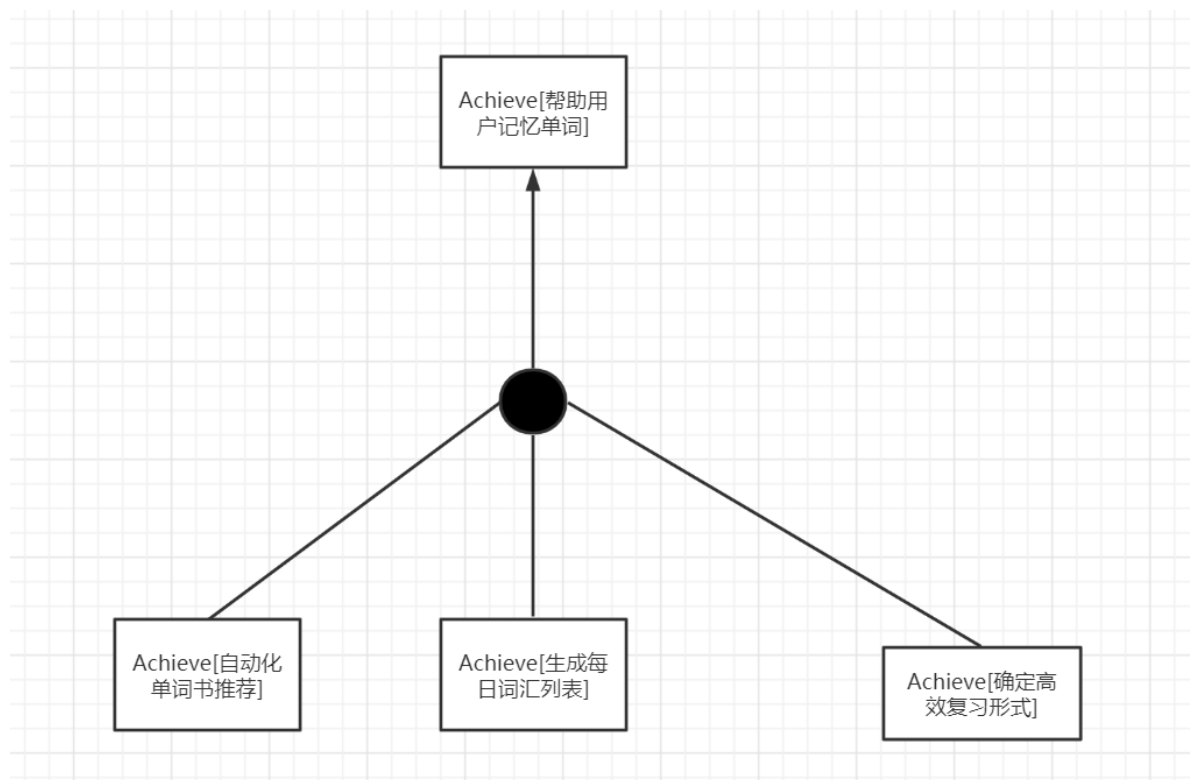 Achieve[帮助用
户记忆单词]
Achieve[自动化
单词书推荐]
Achieve[生成每
日词汇列表]
Achieve[确定高
效复习形式]